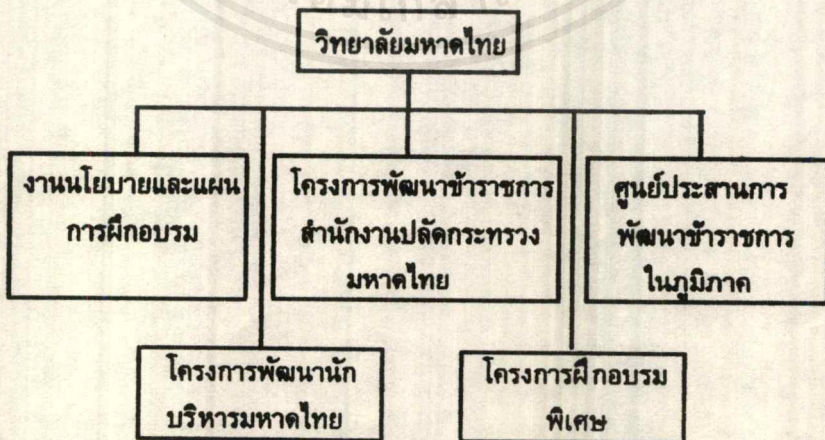 วิทยาลัยมหาดไทย
งานนโยบายและแผน
การฝึกอบรม
โครงการพัฒนาข้าราชการ
สำนักงานปลัดกระทรวง
มหาดไทย
ศูนย์ประสานการ
พัฒนาข้าราชการ
ในภูมิภาค
โครงการพัฒนานัก
บริหารมหาดไทย
โครงการฝึกอบรม
พิเศษ